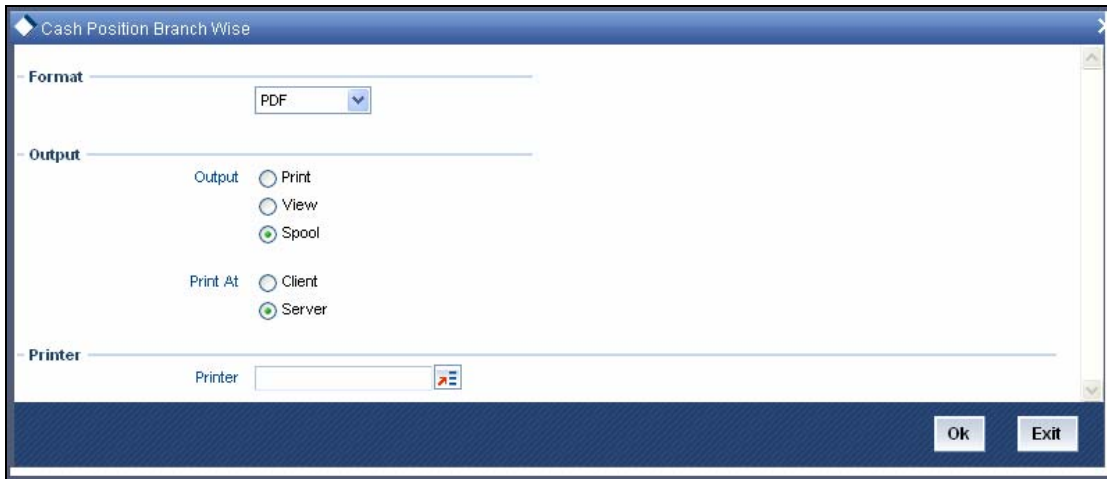 Cash Position Branch Wise
Format
PDF
Output
Output Print
View
Spool
Print At Client
Server
Printer
Printer
Ok Exit